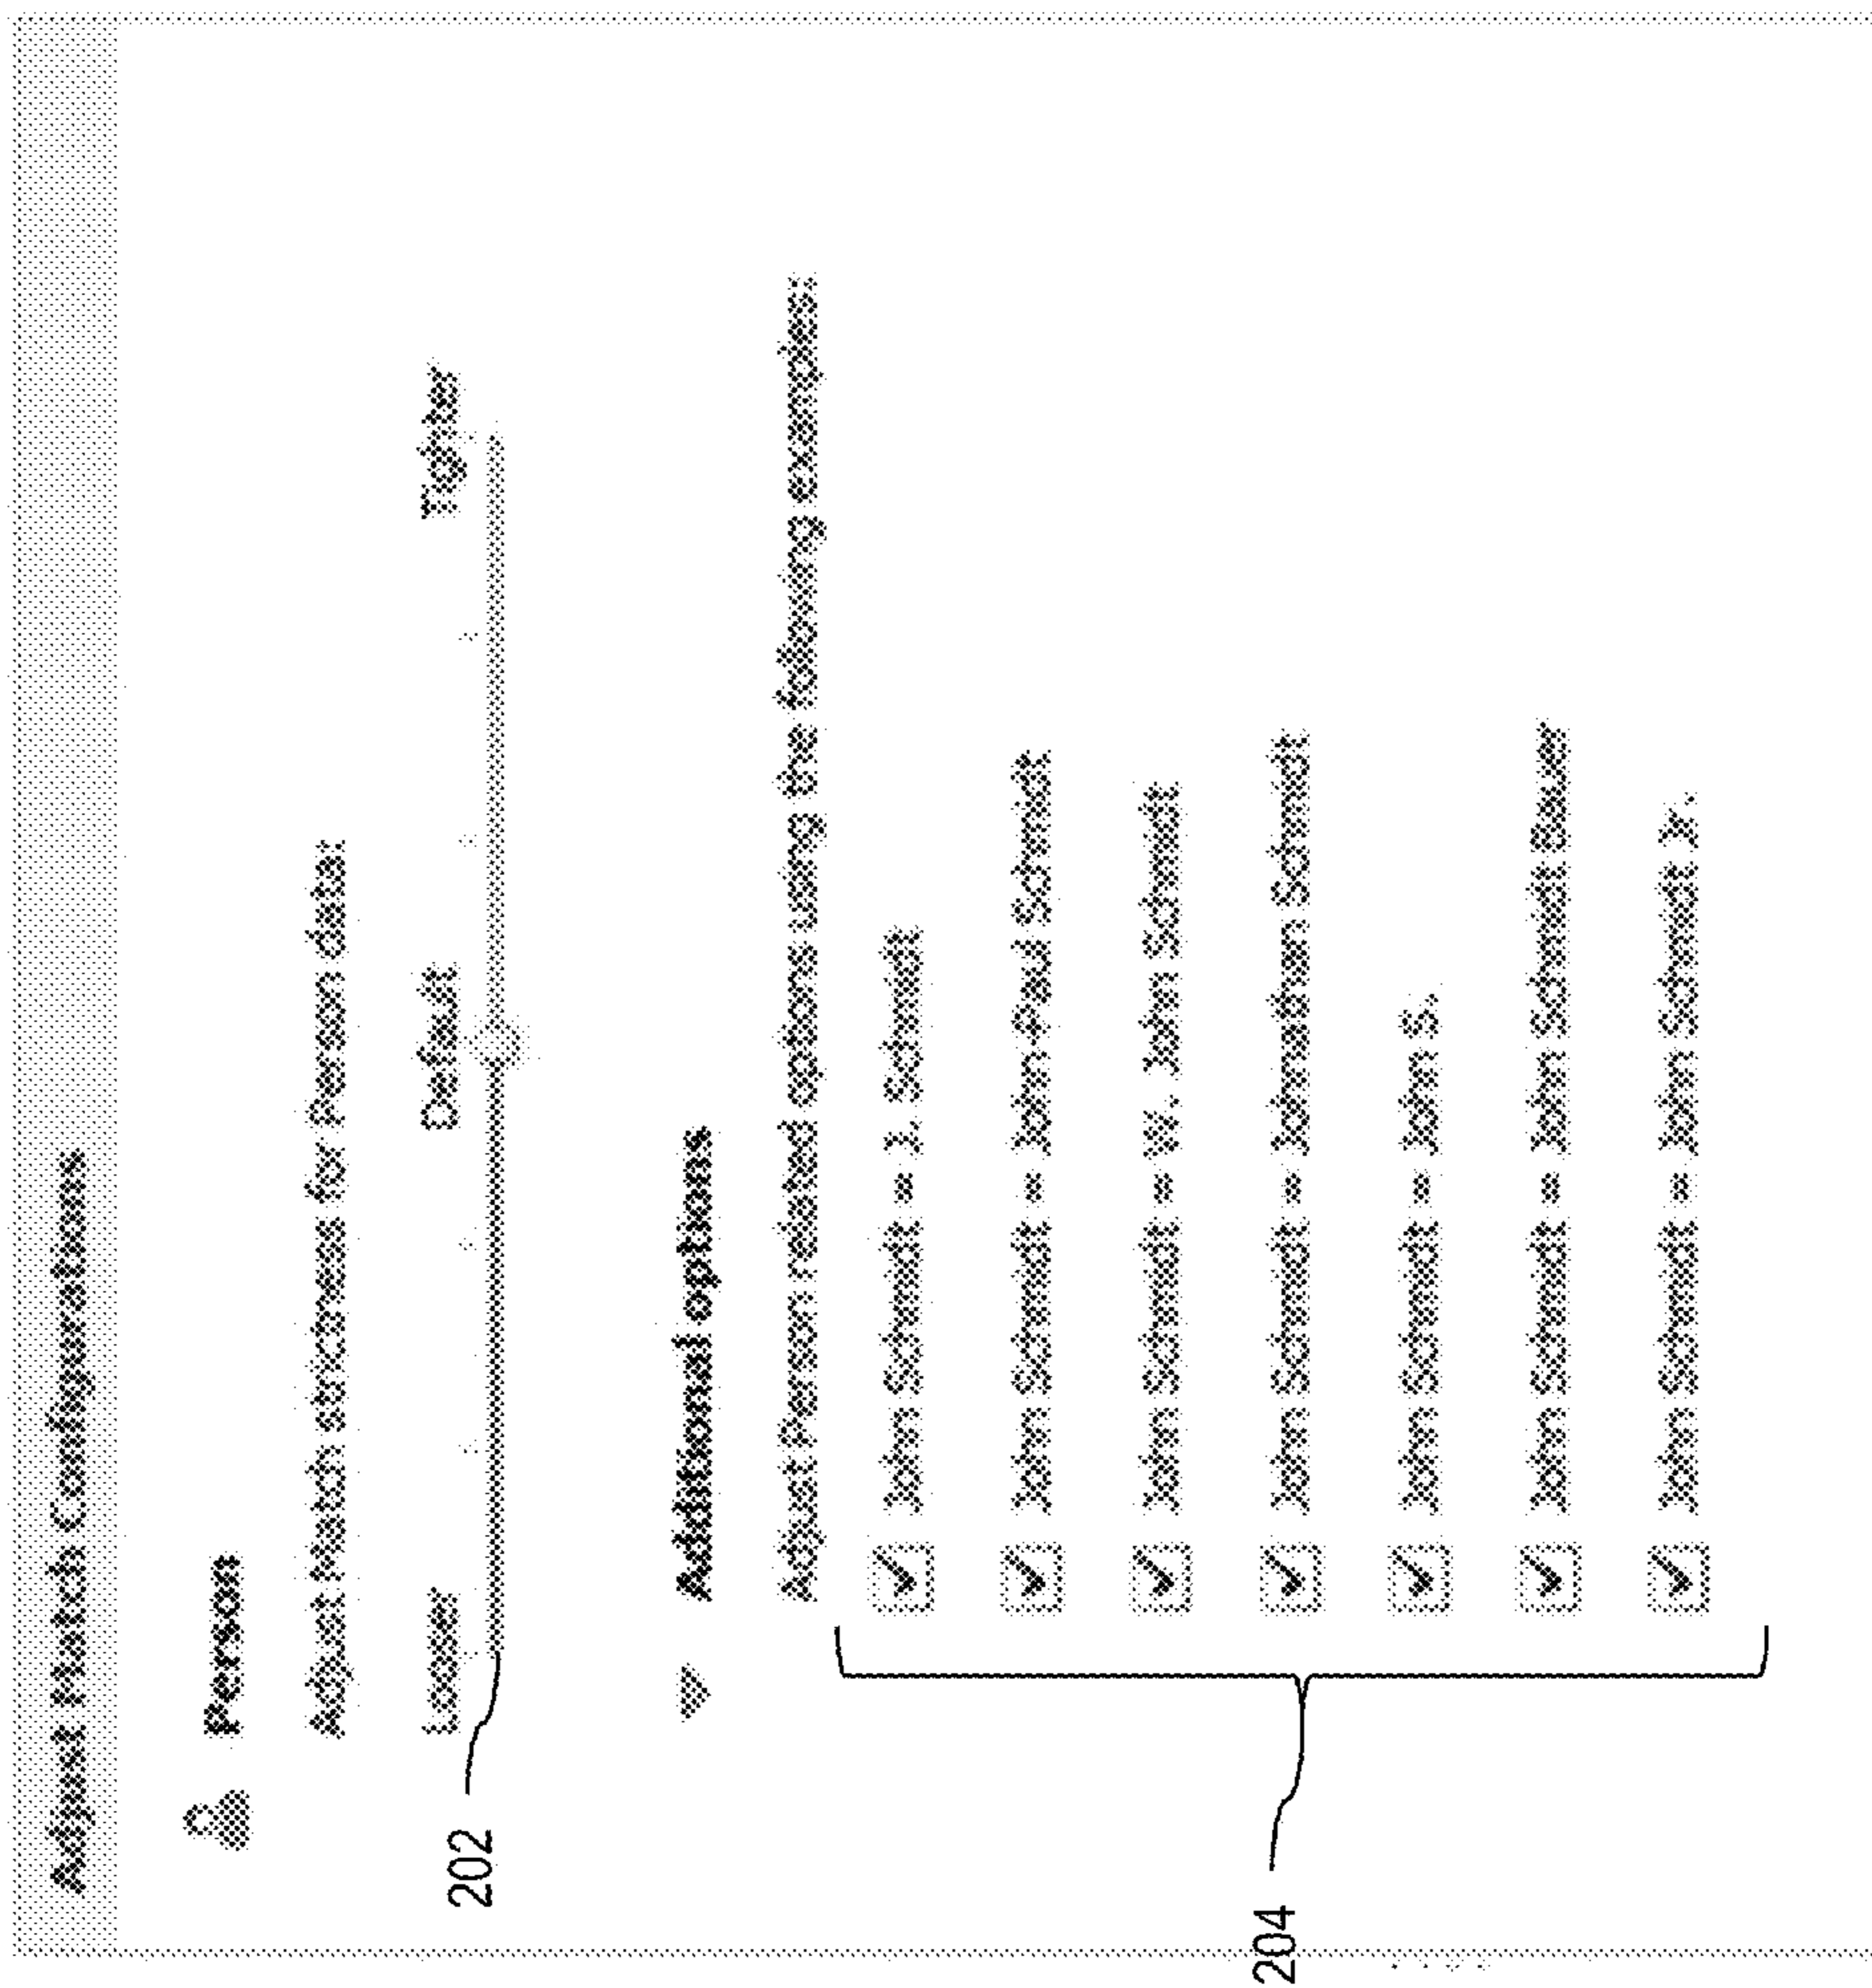 Adjust Match Configurations
Person
Adjust Match strictness for Person data:
Looser Default Tighter
202
Additional options
Adjust Person related options using the following examples:
John Schmidt = J. Schmidt
John Schmidt = John-Paul Schmidt
John Schmidt = W. John Schmidt
John Schmidt = Johnathan Schmidt
John Schmidt = John S.
John Schmidt = John Schmidt Bauer
John Schmidt = John Schmidt Jr.
204